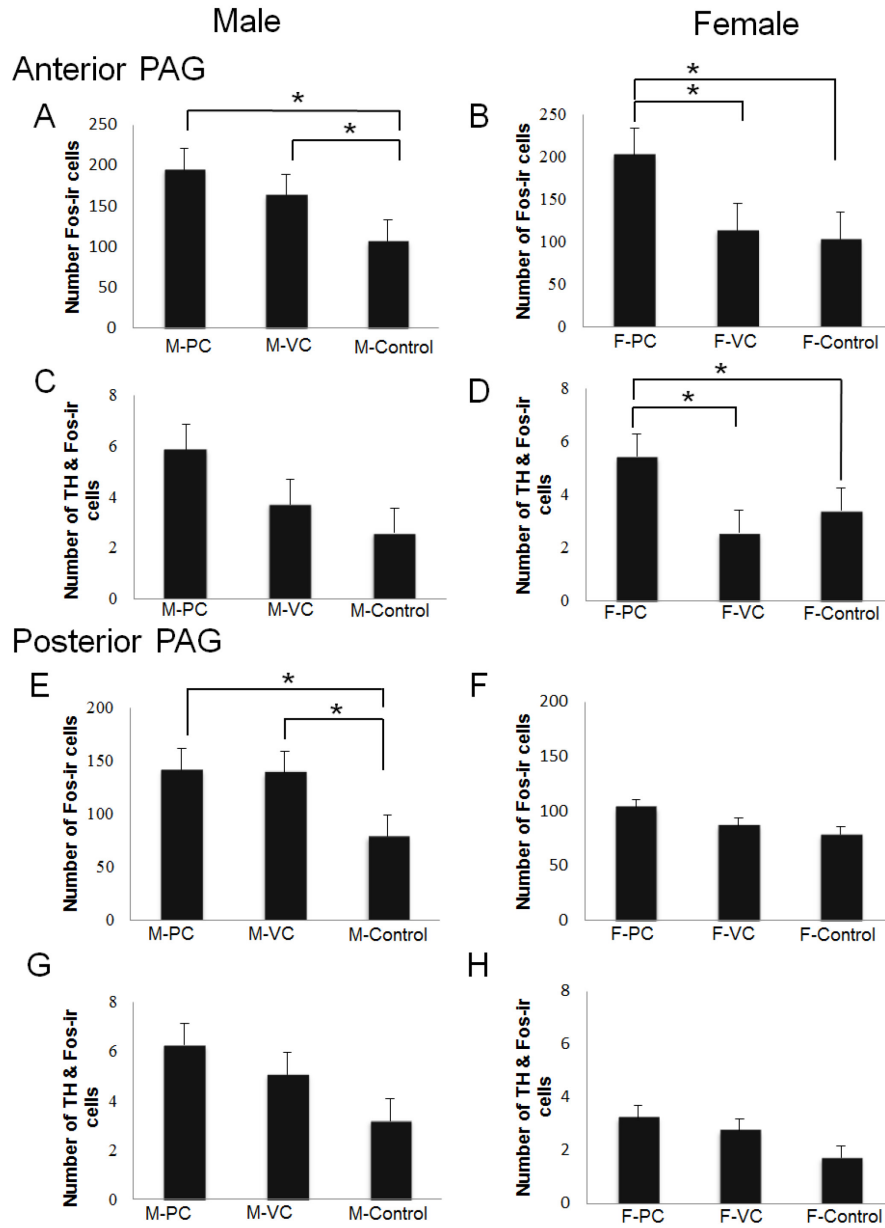 Male
Female
Anterior PAG
A
*
*
Number Fos-ir cells
250
200
150
100
50
0
M-PC M-VC M-Control
B
*
*
Number of Fos-ir cells
250
200
150
100
50
0
F-PC F-VC F-Control
C
Number of TH & Fos-ir
cells
8
6
4
2
0
M-PC M-VC M-Control
D
*
*
Number of TH & Fos-ir
cells
8
6
4
2
0
F-PC F-VC F-Control
Posterior PAG
E
*
*
Number of Fos-ir cells
200
150
100
50
0
M-PC M-VC M-Control
F
Number of Fos-ir cells
200
150
100
50
0
F-PC F-VC F-Control
G
Number of TH & Fos-ir
cells
8
6
4
2
0
M-PC M-VC M-Control
H
Number of TH & Fos-ir
cells
8
6
4
2
0
F-PC F-VC F-Control